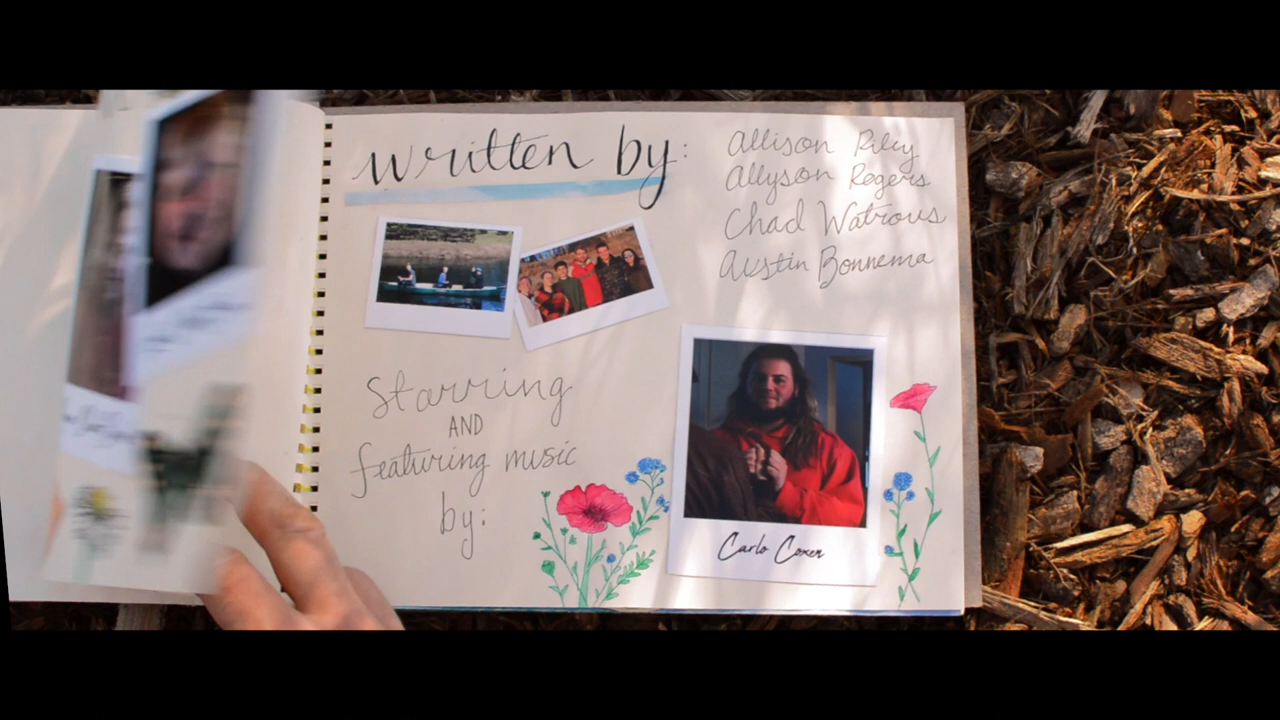 written by:
Allison Riley
Allyson Rogers
Chad Watrous
Austin Bonnema
Starring
AND
featuring music
by:
Carlo Coxen